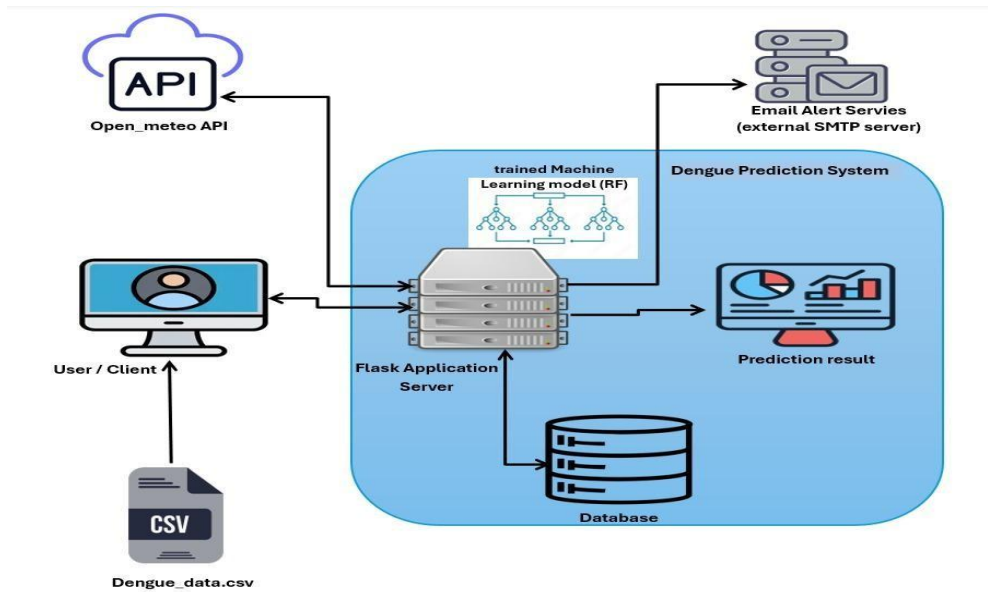 API
Open_meteo API
Email Alert Servies
(external SMTP server)
trained Machine
Learning model (RF)
Dengue Prediction System
User / Client
Flask Application
Server
Prediction result
Database
CSV
Dengue_data.csv